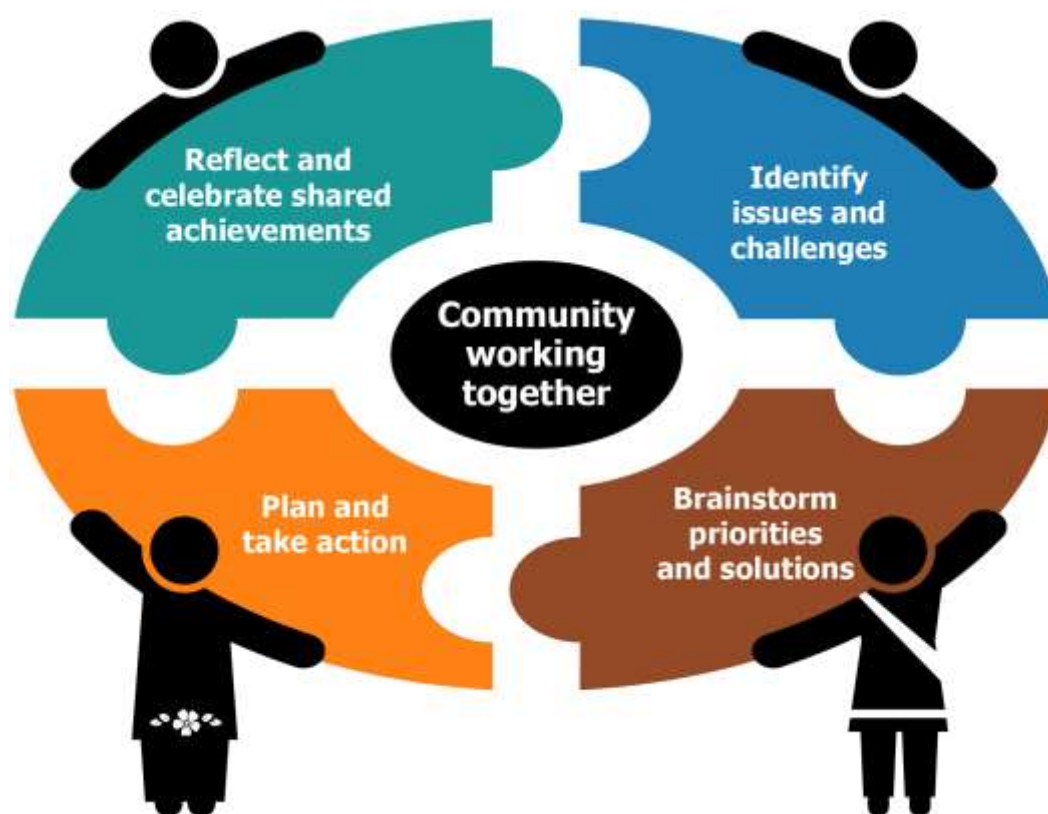 Reflect and
celebrate shared
achievements
Identify
issues and
challenges
Community
working
together
Plan and
take action
Brainstorm
priorities
and solutions